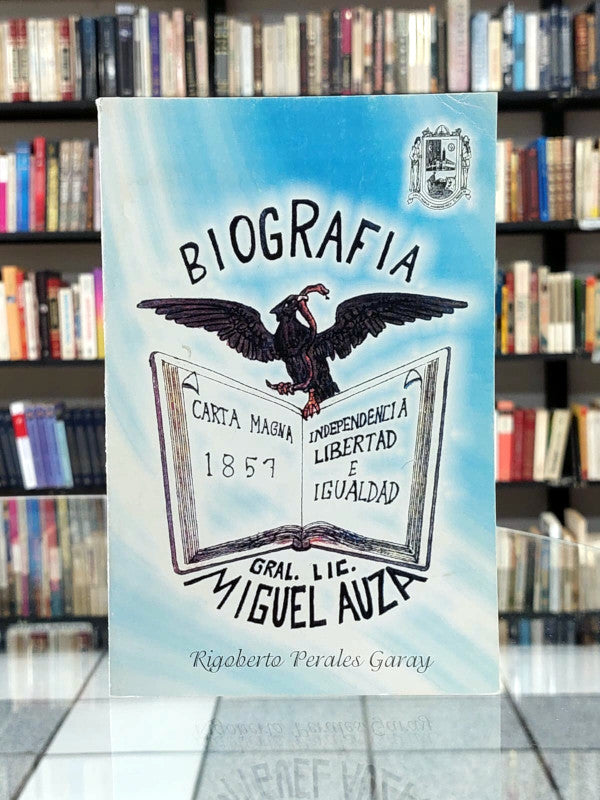 BIOGRAFIA
CARTA MAGNA
1857
INDEPENDENCIA
LIBERTAD
E
IGUALDAD
GRAL. LIC.
MIGUEL AUZA
Rigoberto Perales Garay